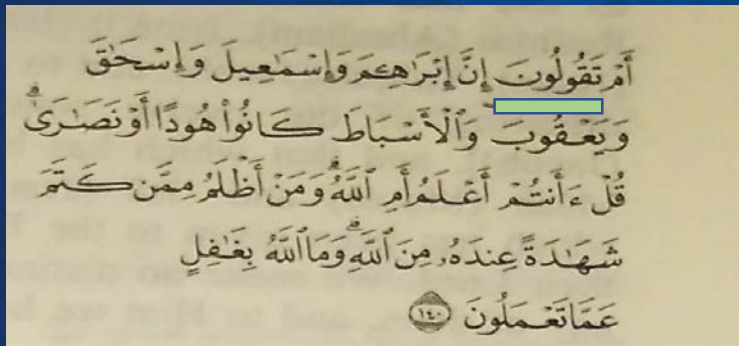 أَمْ تَقُولُونَ إِنَّ إِبْرَٰهِـۧمَ وَإِسْمَٰعِيلَ وَإِسْحَٰقَ
وَيَعْقُوبَ وَٱلْأَسْبَاطَ كَانُوا۟ هُودًا أَوْ نَصَٰرَىٰ ۗ
قُلْ ءَأَنتُمْ أَعْلَمُ أَمِ ٱللَّهُ ۗ وَمَنْ أَظْلَمُ مِمَّن كَتَمَ
شَهَٰدَةً عِندَهُۥ مِنَ ٱللَّهِ ۗ وَمَا ٱللَّهُ بِغَٰفِلٍ
عَمَّا تَعْمَلُونَ ١٤٠